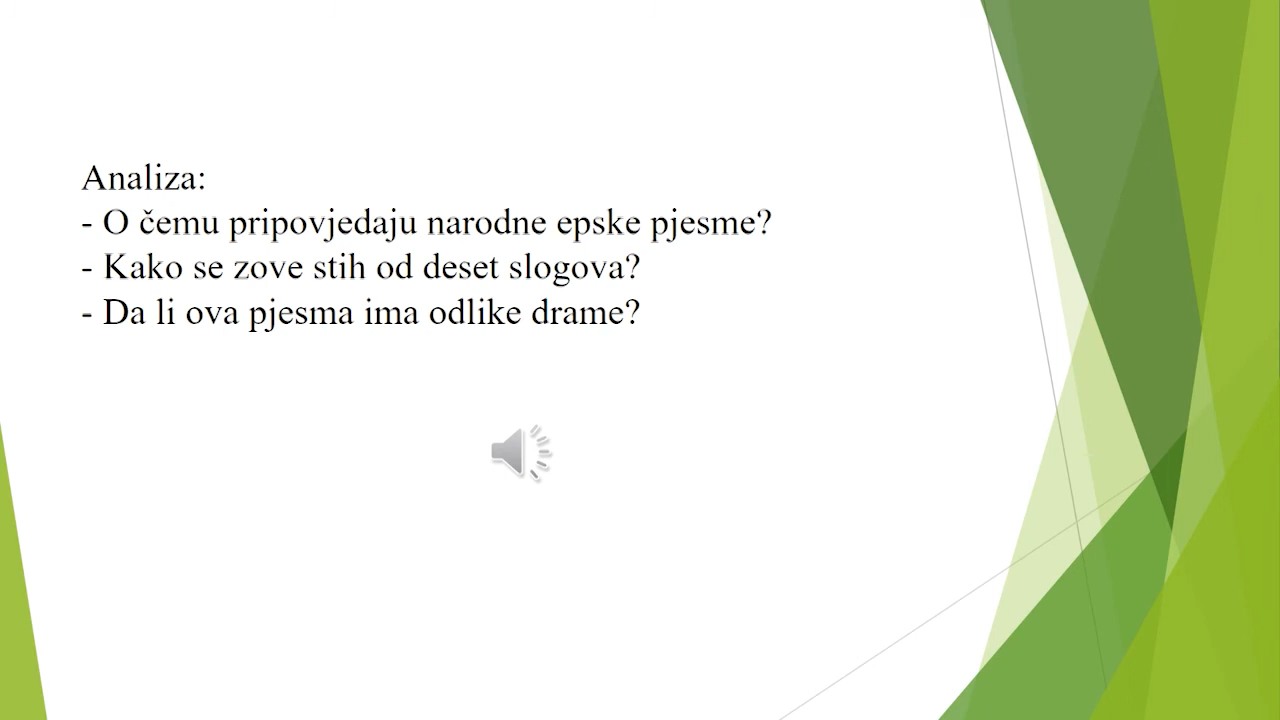 Analiza:
- O čemu pripovjedaju narodne epske pjesme?
- Kako se zove stih od deset slogova?
- Da li ova pjesma ima odlike drame?